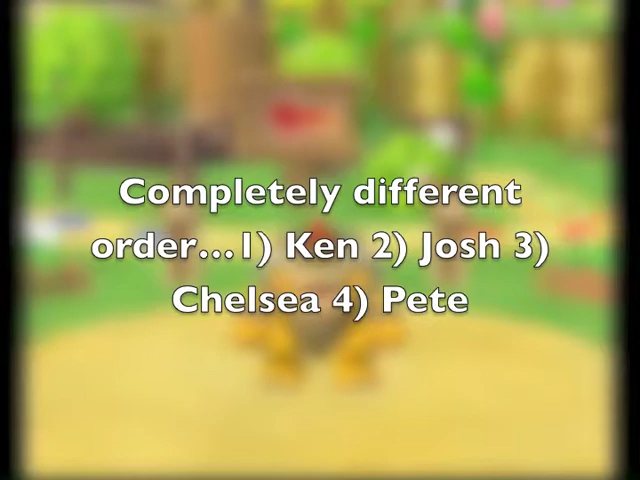 Completely different
order...1) Ken 2) Josh 3)
Chelsea 4) Pete